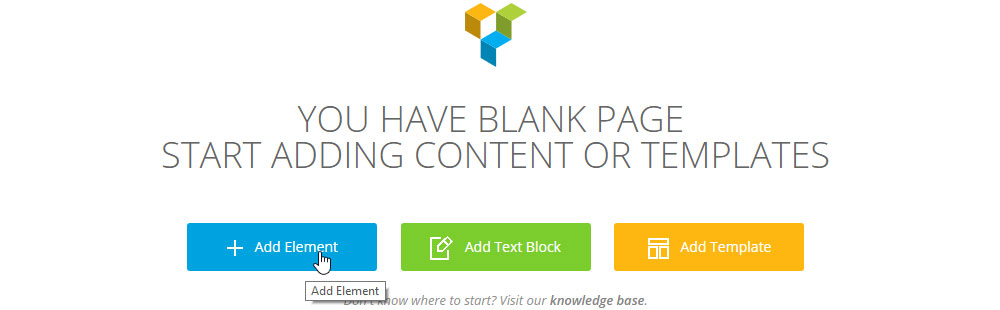 YOU HAVE BLANK PAGE
START ADDING CONTENT OR TEMPLATES
Add Element
Add Text Block
Add Template
Add Element
Don't know where to start? Visit our knowledge base.